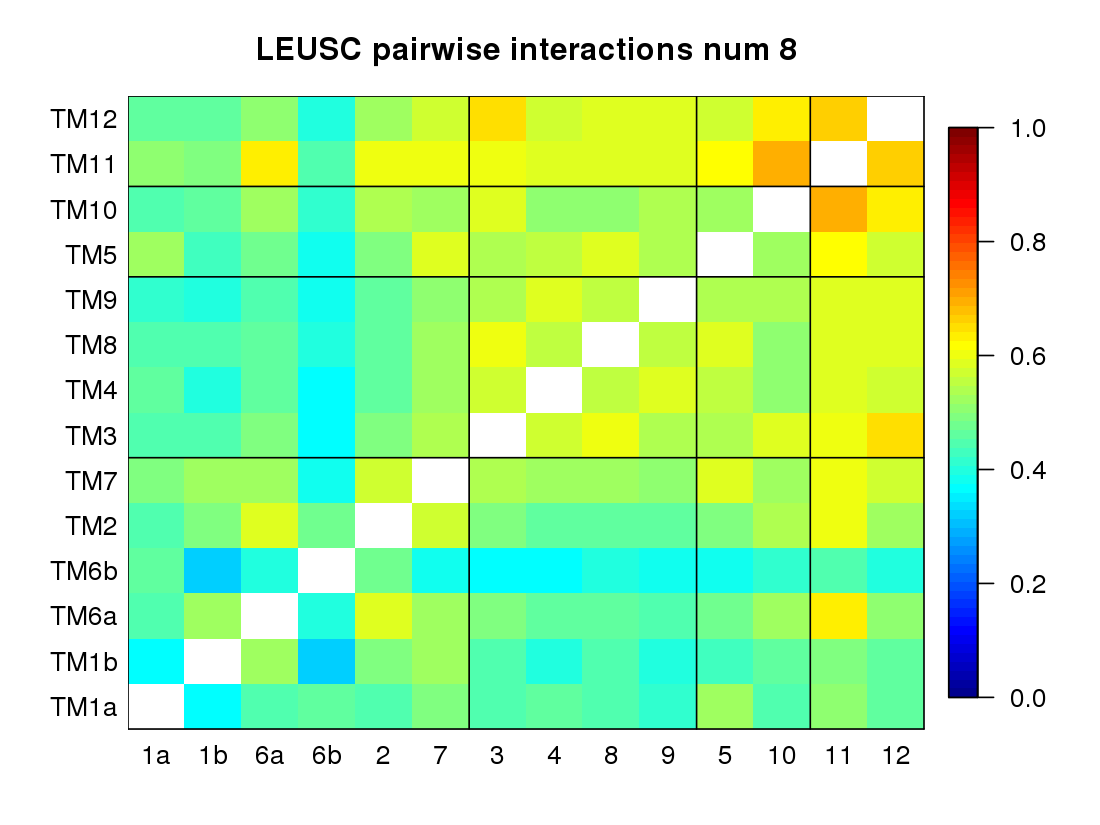 LEUSC pairwise interactions num 8
TM12
TM11
TM10
TM5
TM9
TM8
TM4
TM3
TM7
TM2
TM6b
TM6a
TM1b
TM1a
1a 1b 6a 6b 2 7 3 4 8 9 5 10 11 12
1.0
0.8
0.6
0.4
0.2
0.0